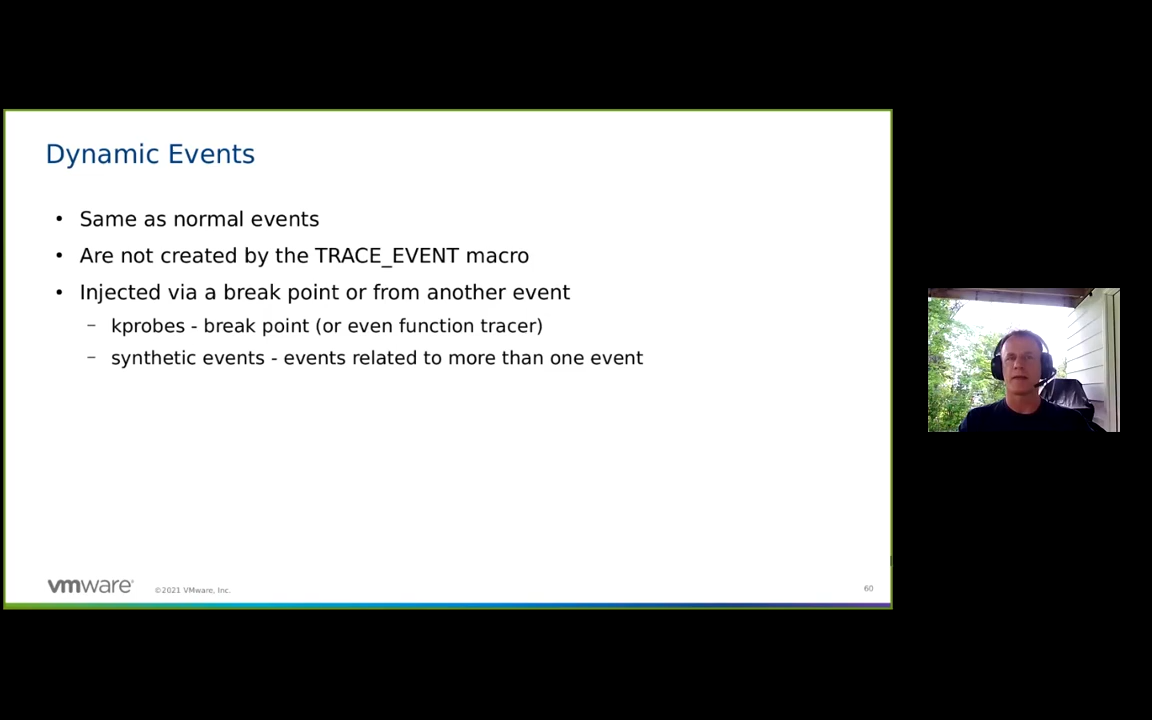 Dynamic Events
• Same as normal events
• Are not created by the TRACE_EVENT macro
• Injected via a break point or from another event
– kprobes - break point (or even function tracer)
– synthetic events - events related to more than one event
vmware
©2021 VMware, Inc.
60